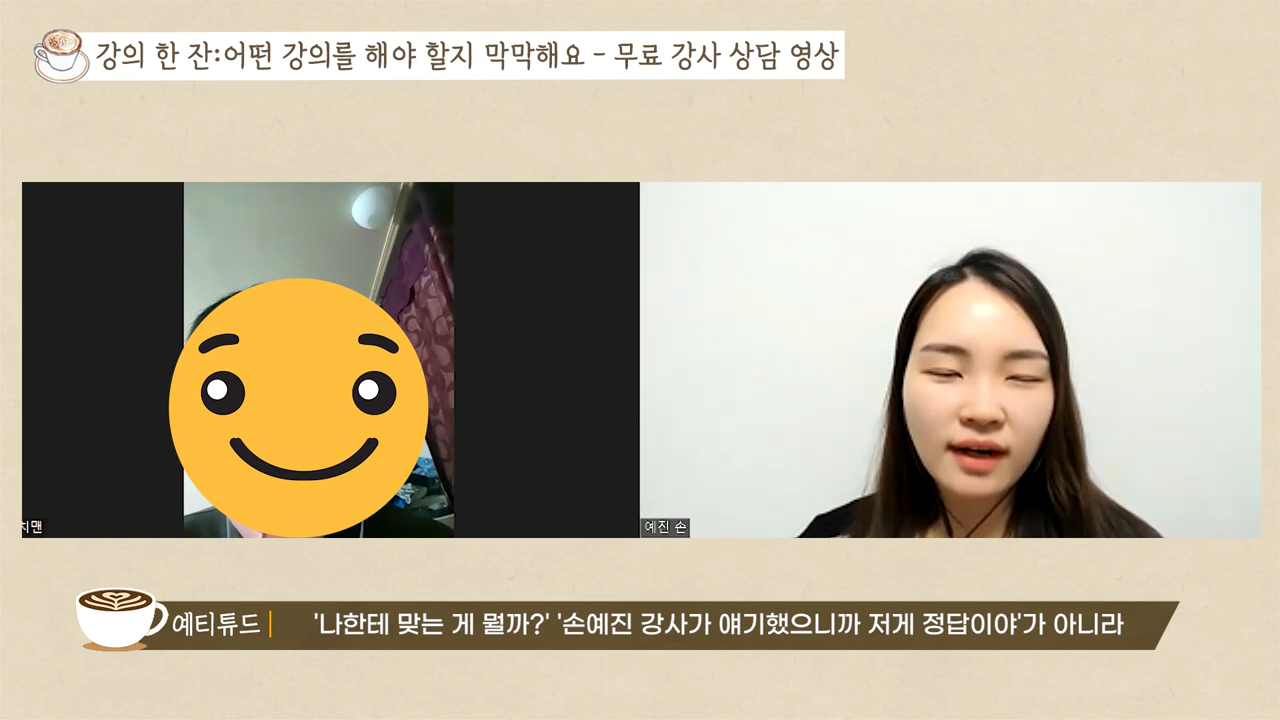 강의 한 잔:어떤 강의를 해야 할지 막막해요 - 무료 강사 상담 영상
치맨
예진 손
예티튜드
'나한테 맞는 게 뭘까?' '손예진 강사가 얘기했으니까 저게 정답이야'가 아니라